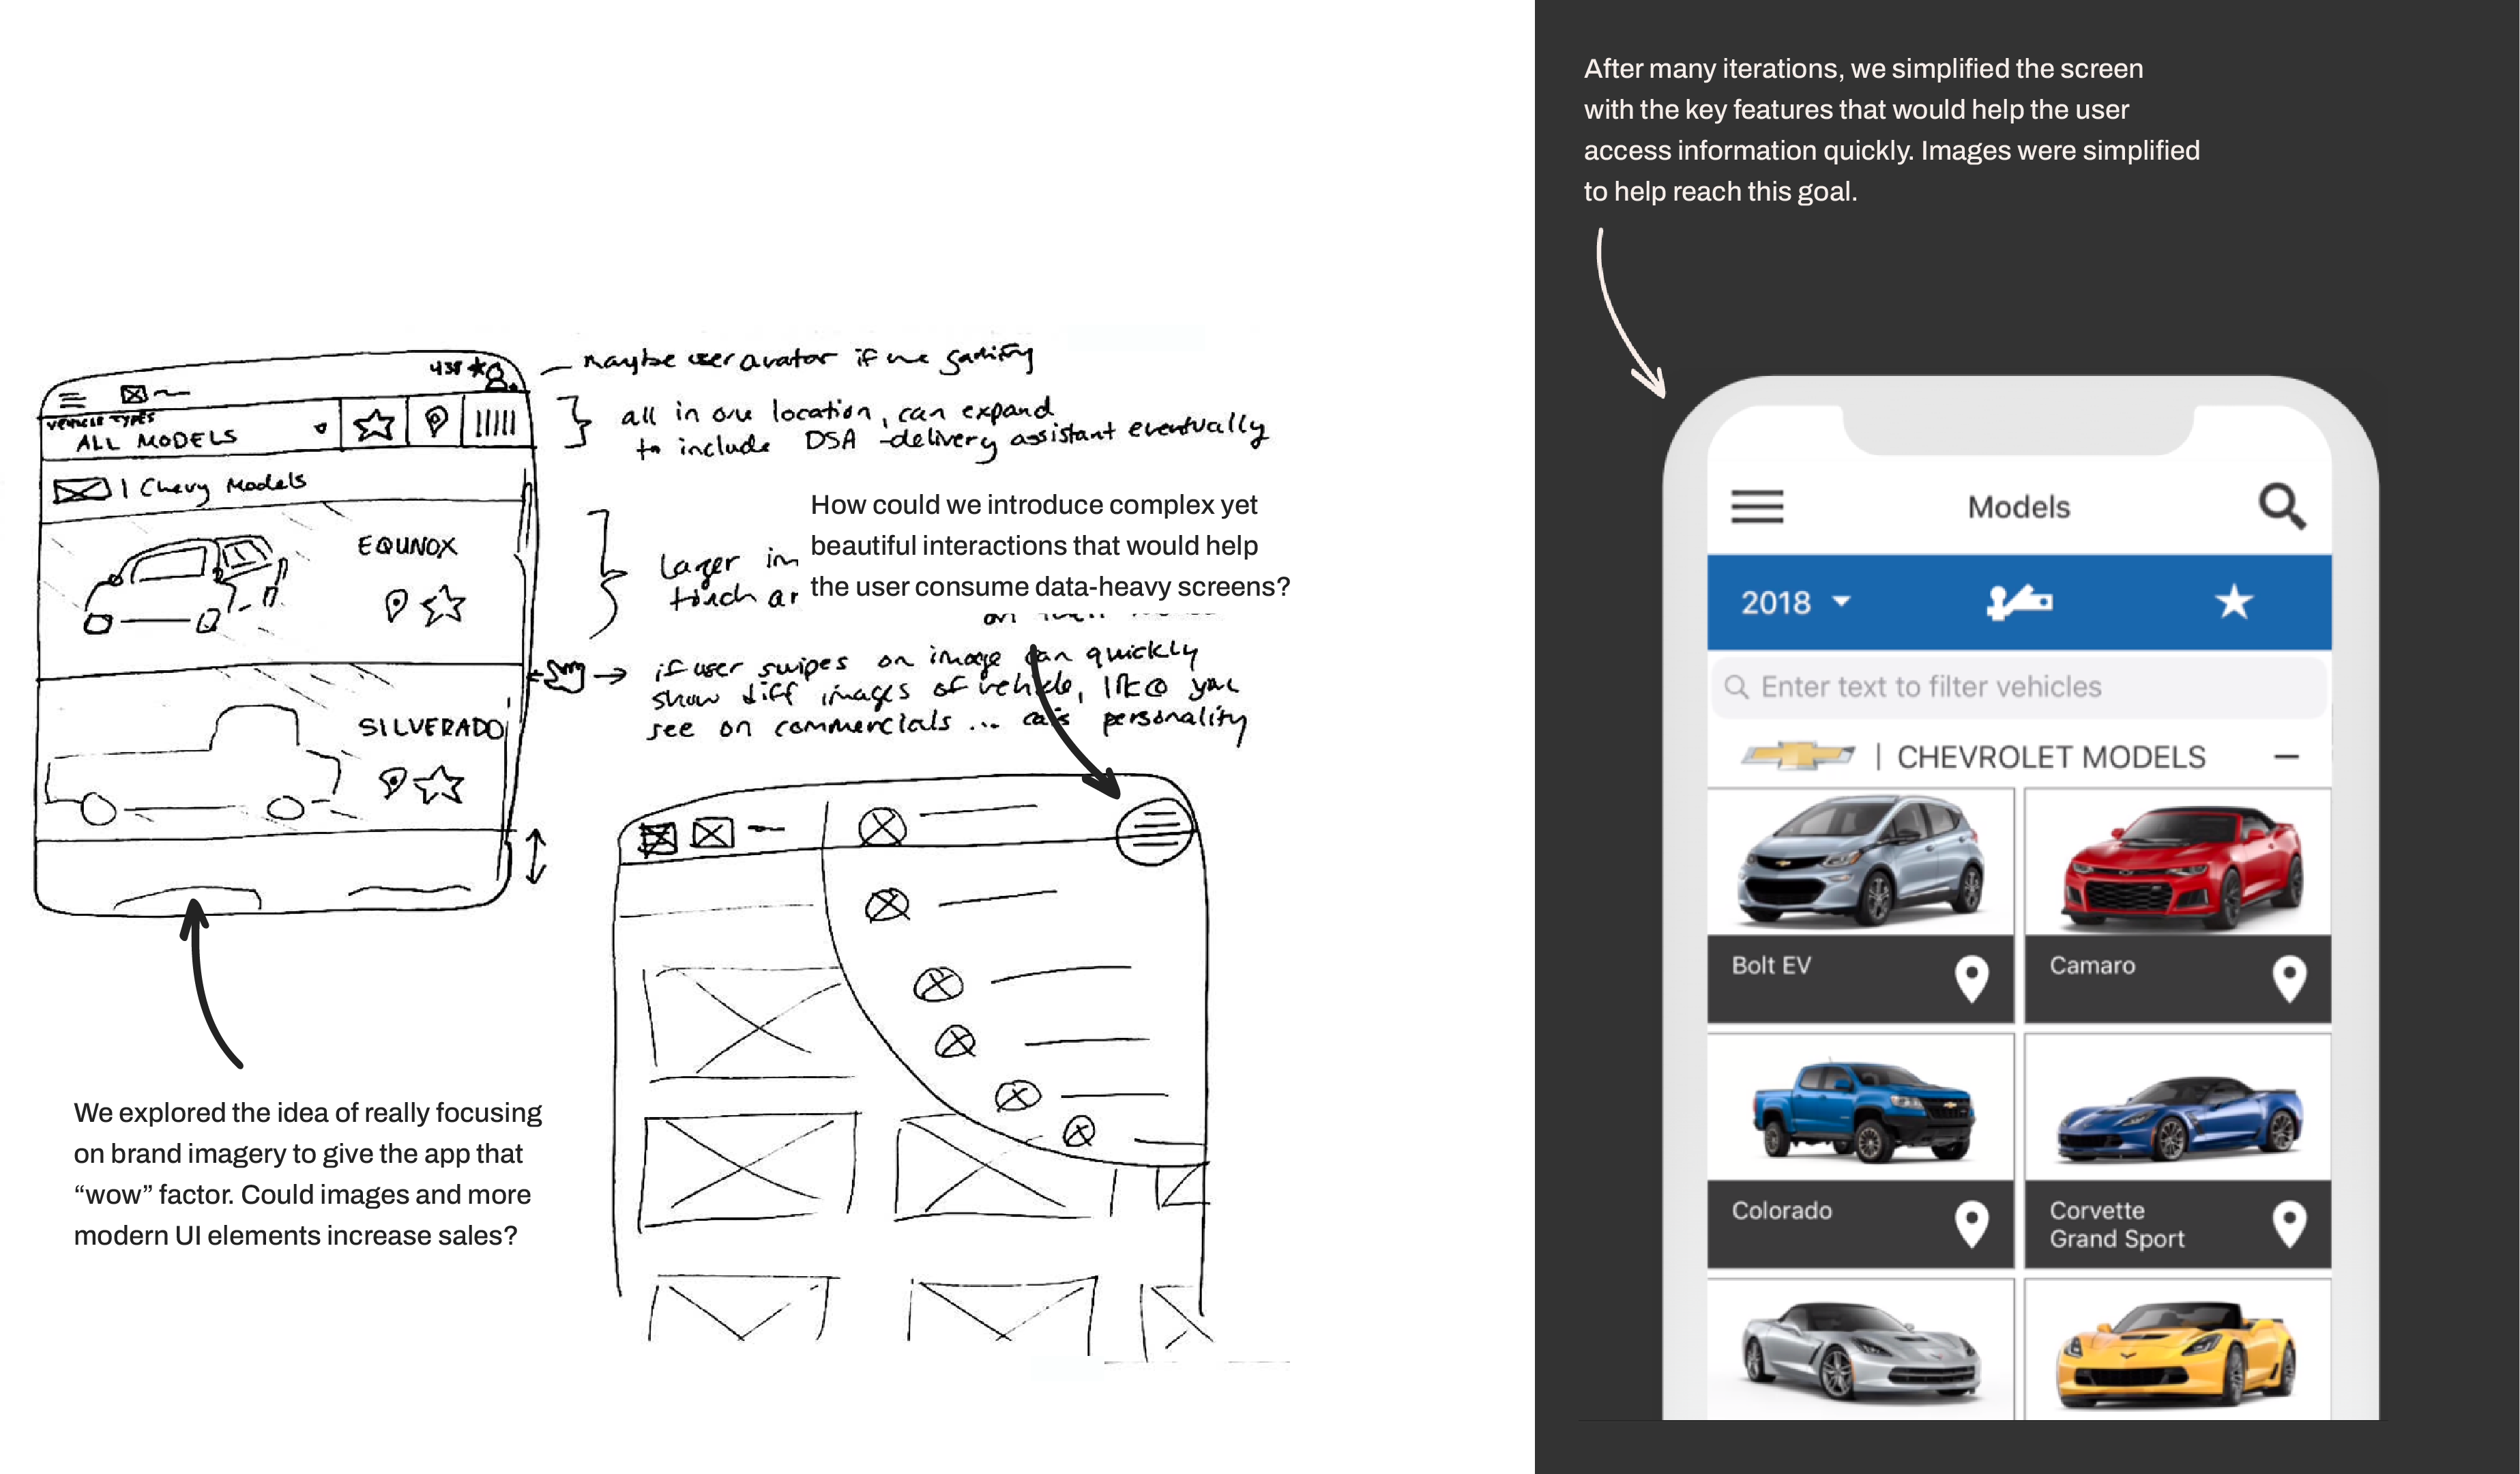 438
Maybe user avator if we gamify
VEHICLE TYPES
ALL MODELS
all in one location, can expand
to include DSA -delivery assistant eventually
| Chevy Models
EQUNOX
Lager im
touch ar
How could we introduce complex yet
beautiful interactions that would help
the user consume data-heavy screens?
if user swipes on image can quickly
show diff images of vehicle, like you
see on commercials ... cars personality
SILVERADO
We explored the idea of really focusing
on brand imagery to give the app that
“wow” factor. Could images and more
modern UI elements increase sales?
After many iterations, we simplified the screen
with the key features that would help the user
access information quickly. Images were simplified
to help reach this goal.
Models
2018
Enter text to filter vehicles
| CHEVROLET MODELS
Bolt EV
Camaro
Colorado
Corvette
Grand Sport